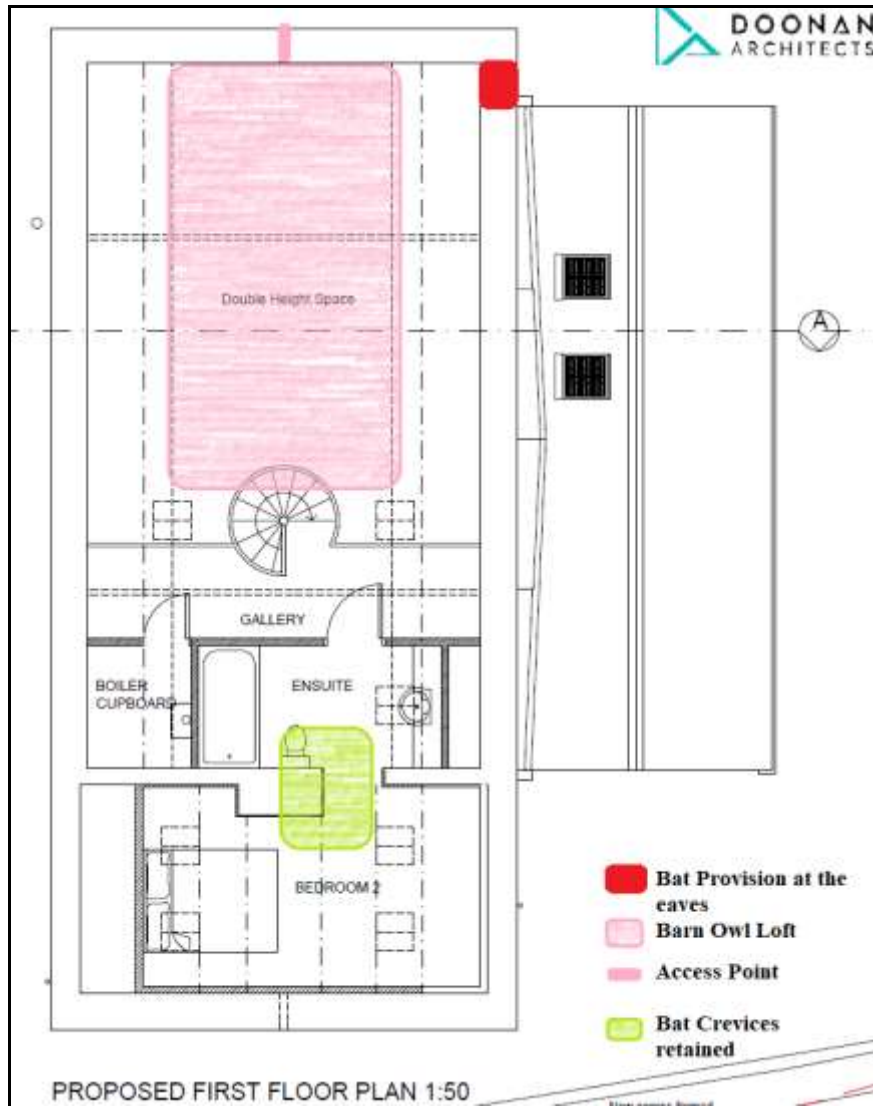 DOONAN
ARCHITECTS
A
Double Height Space
GALLERY
BOILER
CUPBOARD
ENSUITE
BEDROOM 2
Bat Provision at the
eaves
Barn Owl Loft
Access Point
Bat Crevices
retained
PROPOSED FIRST FLOOR PLAN 1:50